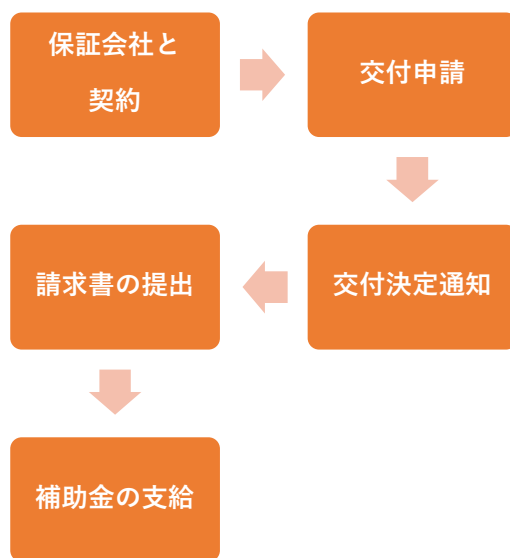 保証会社と
契約
交付申請
交付決定通知
請求書の提出
補助金の支給